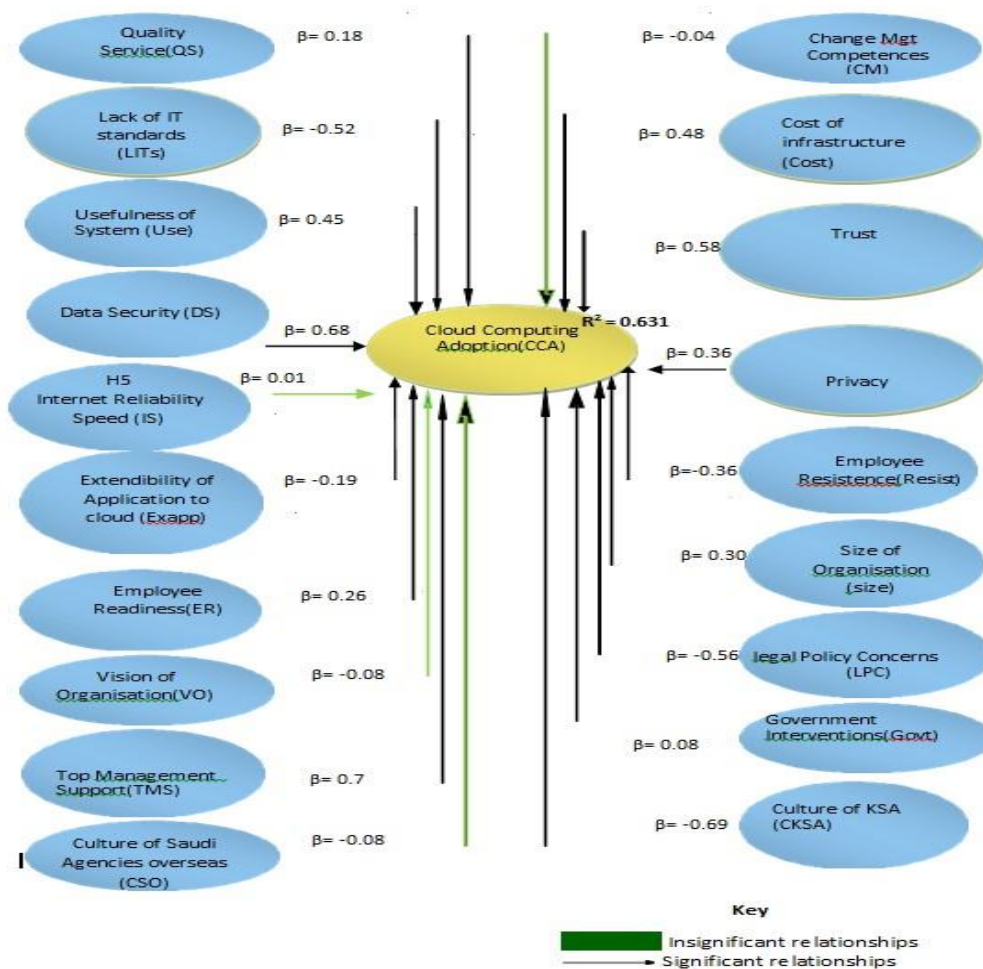 Quality
Service(QS)
β= 0.18
Lack of IT
standards
(LITs)
β= -0.52
Usefulness of
System (Use)
β= 0.45
Data Security (DS)
β= 0.68
H5
Internet Reliability
Speed (IS)
β= 0.01
Extendibility of
Application to
cloud (Exapp)
β= -0.19
Employee
Readiness(ER)
β= 0.26
Vision of
Organisation(VO)
β= -0.08
Top Management
Support(TMS)
β= 0.7
Culture of Saudi
Agencies overseas
(CSO)
β= -0.08
Cloud Computing
Adoption(CCA)
R² = 0.631
β= -0.04
Change Mgt
Competences
(CM)
β= 0.48
Cost of
infrastructure
(Cost)
β= 0.58
Trust
β= 0.36
Privacy
β=-0.36
Employee
Resistence(Resist)
β= 0.30
Size of
Organisation
(size)
β= -0.56
legal Policy Concerns
(LPC)
β= 0.08
Government
Interventions(Govt)
β= -0.69
Culture of KSA
(CKSA)
Key
Insignificant relationships
Significant relationships